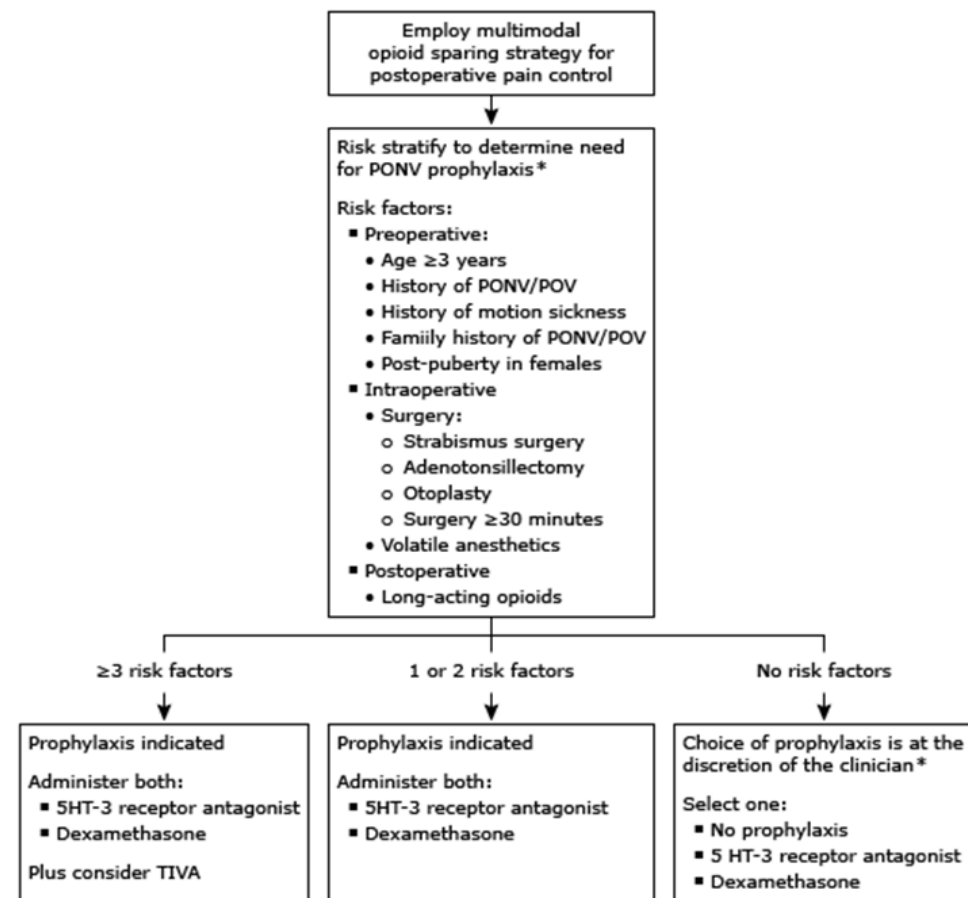 Employ multimodal
opioid sparing strategy for
postoperative pain control
Risk stratify to determine need
for PONV prophylaxis*
Risk factors:
▪ Preoperative:
• Age ≥3 years
• History of PONV/POV
• History of motion sickness
• Famiily history of PONV/POV
• Post-puberty in females
▪ Intraoperative
• Surgery:
o Strabismus surgery
o Adenotonsillectomy
o Otoplasty
o Surgery ≥30 minutes
• Volatile anesthetics
▪ Postoperative
• Long-acting opioids
≥3 risk factors
Prophylaxis indicated
Administer both:
▪ 5HT-3 receptor antagonist
▪ Dexamethasone
Plus consider TIVA
1 or 2 risk factors
Prophylaxis indicated
Administer both:
▪ 5HT-3 receptor antagonist
▪ Dexamethasone
No risk factors
Choice of prophylaxis is at the
discretion of the clinician*
Select one:
▪ No prophylaxis
▪ 5 HT-3 receptor antagonist
▪ Dexamethasone